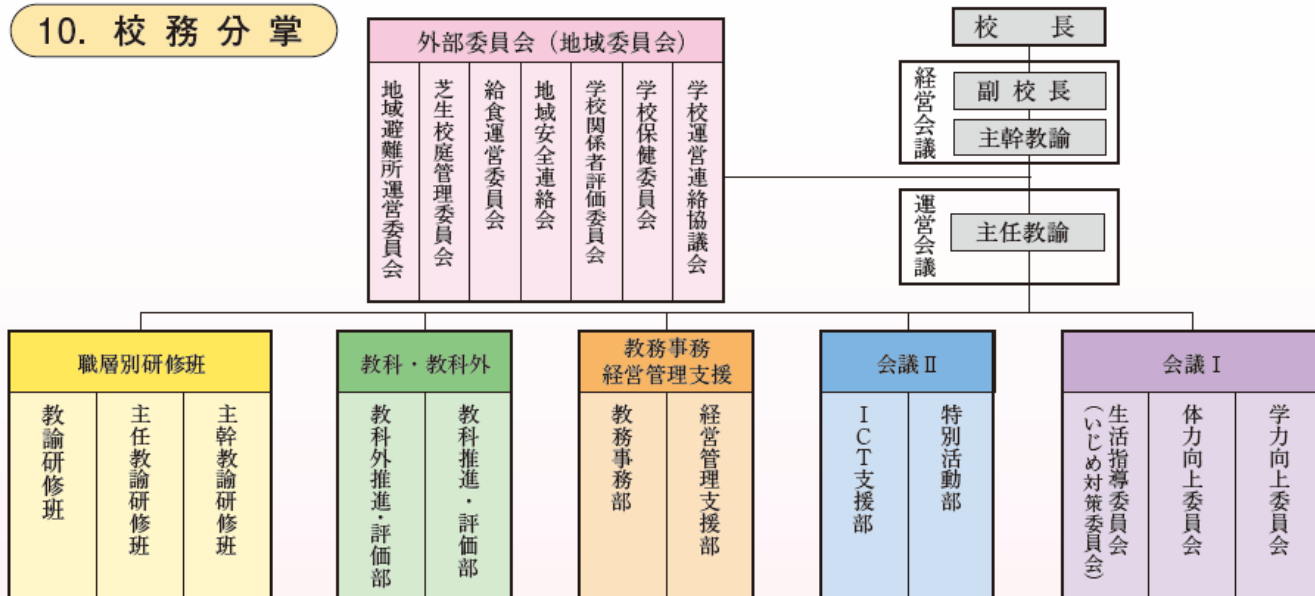 10. 校務分掌
外部委員会（地域委員会）
学校運営連絡協議会
学校保健委員会
学校関係者評価委員会
地域安全連絡会
給食運営委員会
芝生校庭管理委員会
地域避難所運営委員会
校長
経営会議
副校長
主幹教諭
運営会議
主任教諭
会議Ⅰ
学力向上委員会
体力向上委員会
生活指導委員会
（いじめ対策委員会）
会議Ⅱ
特別活動部
ICT支援部
教務事務
経営管理支援
経営管理支援部
教務事務部
教科・教科外
教科推進・評価部
教科外推進・評価部
職層別研修班
主幹教諭研修班
主任教諭研修班
教諭研修班